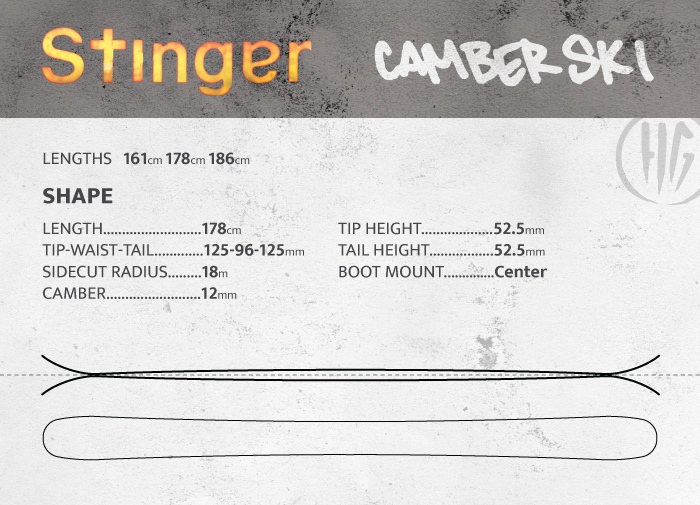 Stinger CAMBER SKI
HG
LENGTHS 161cm 178cm 186cm
SHAPE
LENGTH..........................178cm
TIP-WAIST-TAIL.............125-96-125mm
SIDECUT RADIUS.........18m
CAMBER.........................12mm
TIP HEIGHT...................52.5mm
TAIL HEIGHT.................52.5mm
BOOT MOUNT..............Center